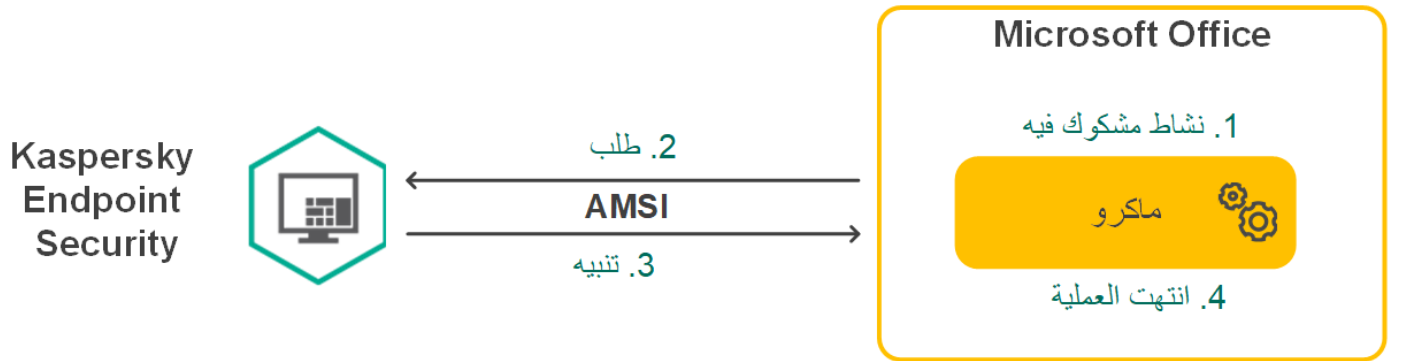 Microsoft Office
1. نشاط مشكوك فيه
ماكرو
4. انتهت العملية
2. طلب
AMSI
3. تنبيه
Kaspersky
Endpoint
Security